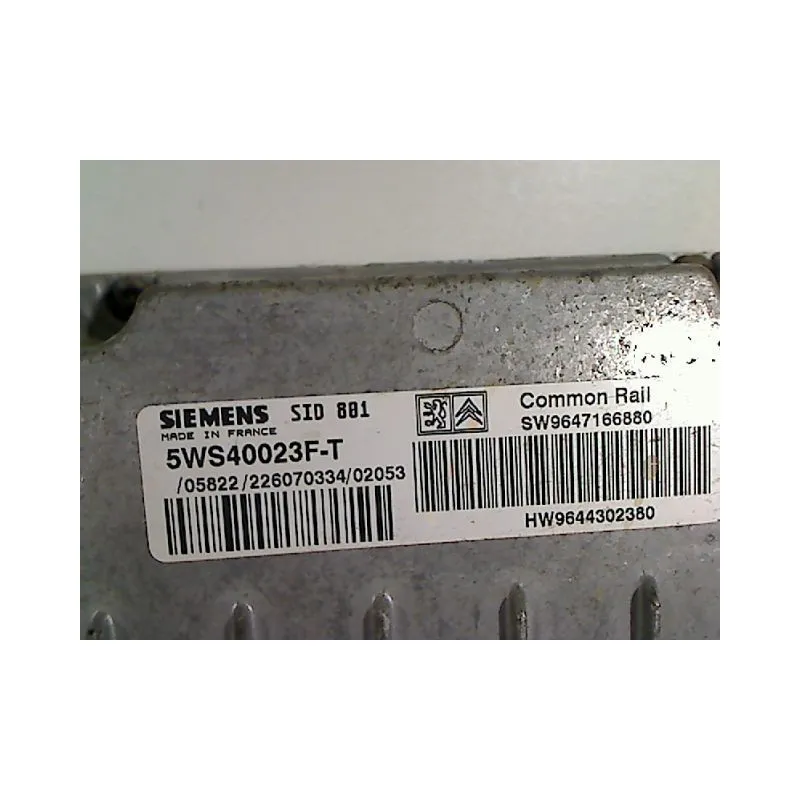 SIEMENS SID 801
MADE IN FRANCE
5WS40023F-T
/05822/226070334/02053
Common Rail
SW9647166880
HW9644302380